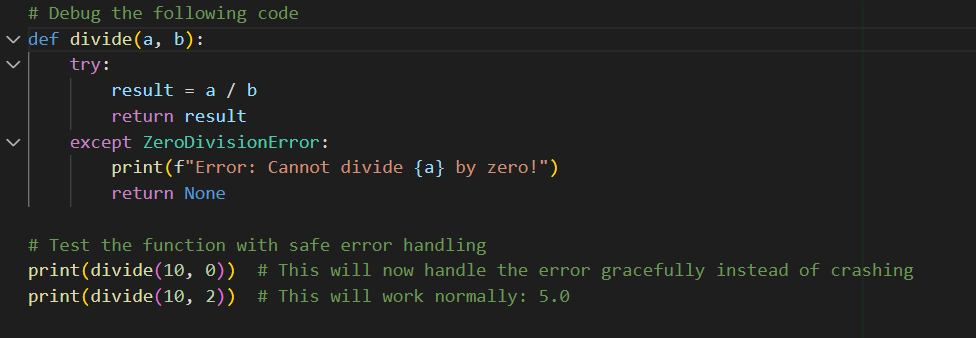 # Debug the following code
def divide(a, b):
    try:
        result = a / b
        return result
    except ZeroDivisionError:
        print(f"Error: Cannot divide {a} by zero!")
        return None

# Test the function with safe error handling
print(divide(10, 0))  # This will now handle the error gracefully instead of crashing
print(divide(10, 2))  # This will work normally: 5.0